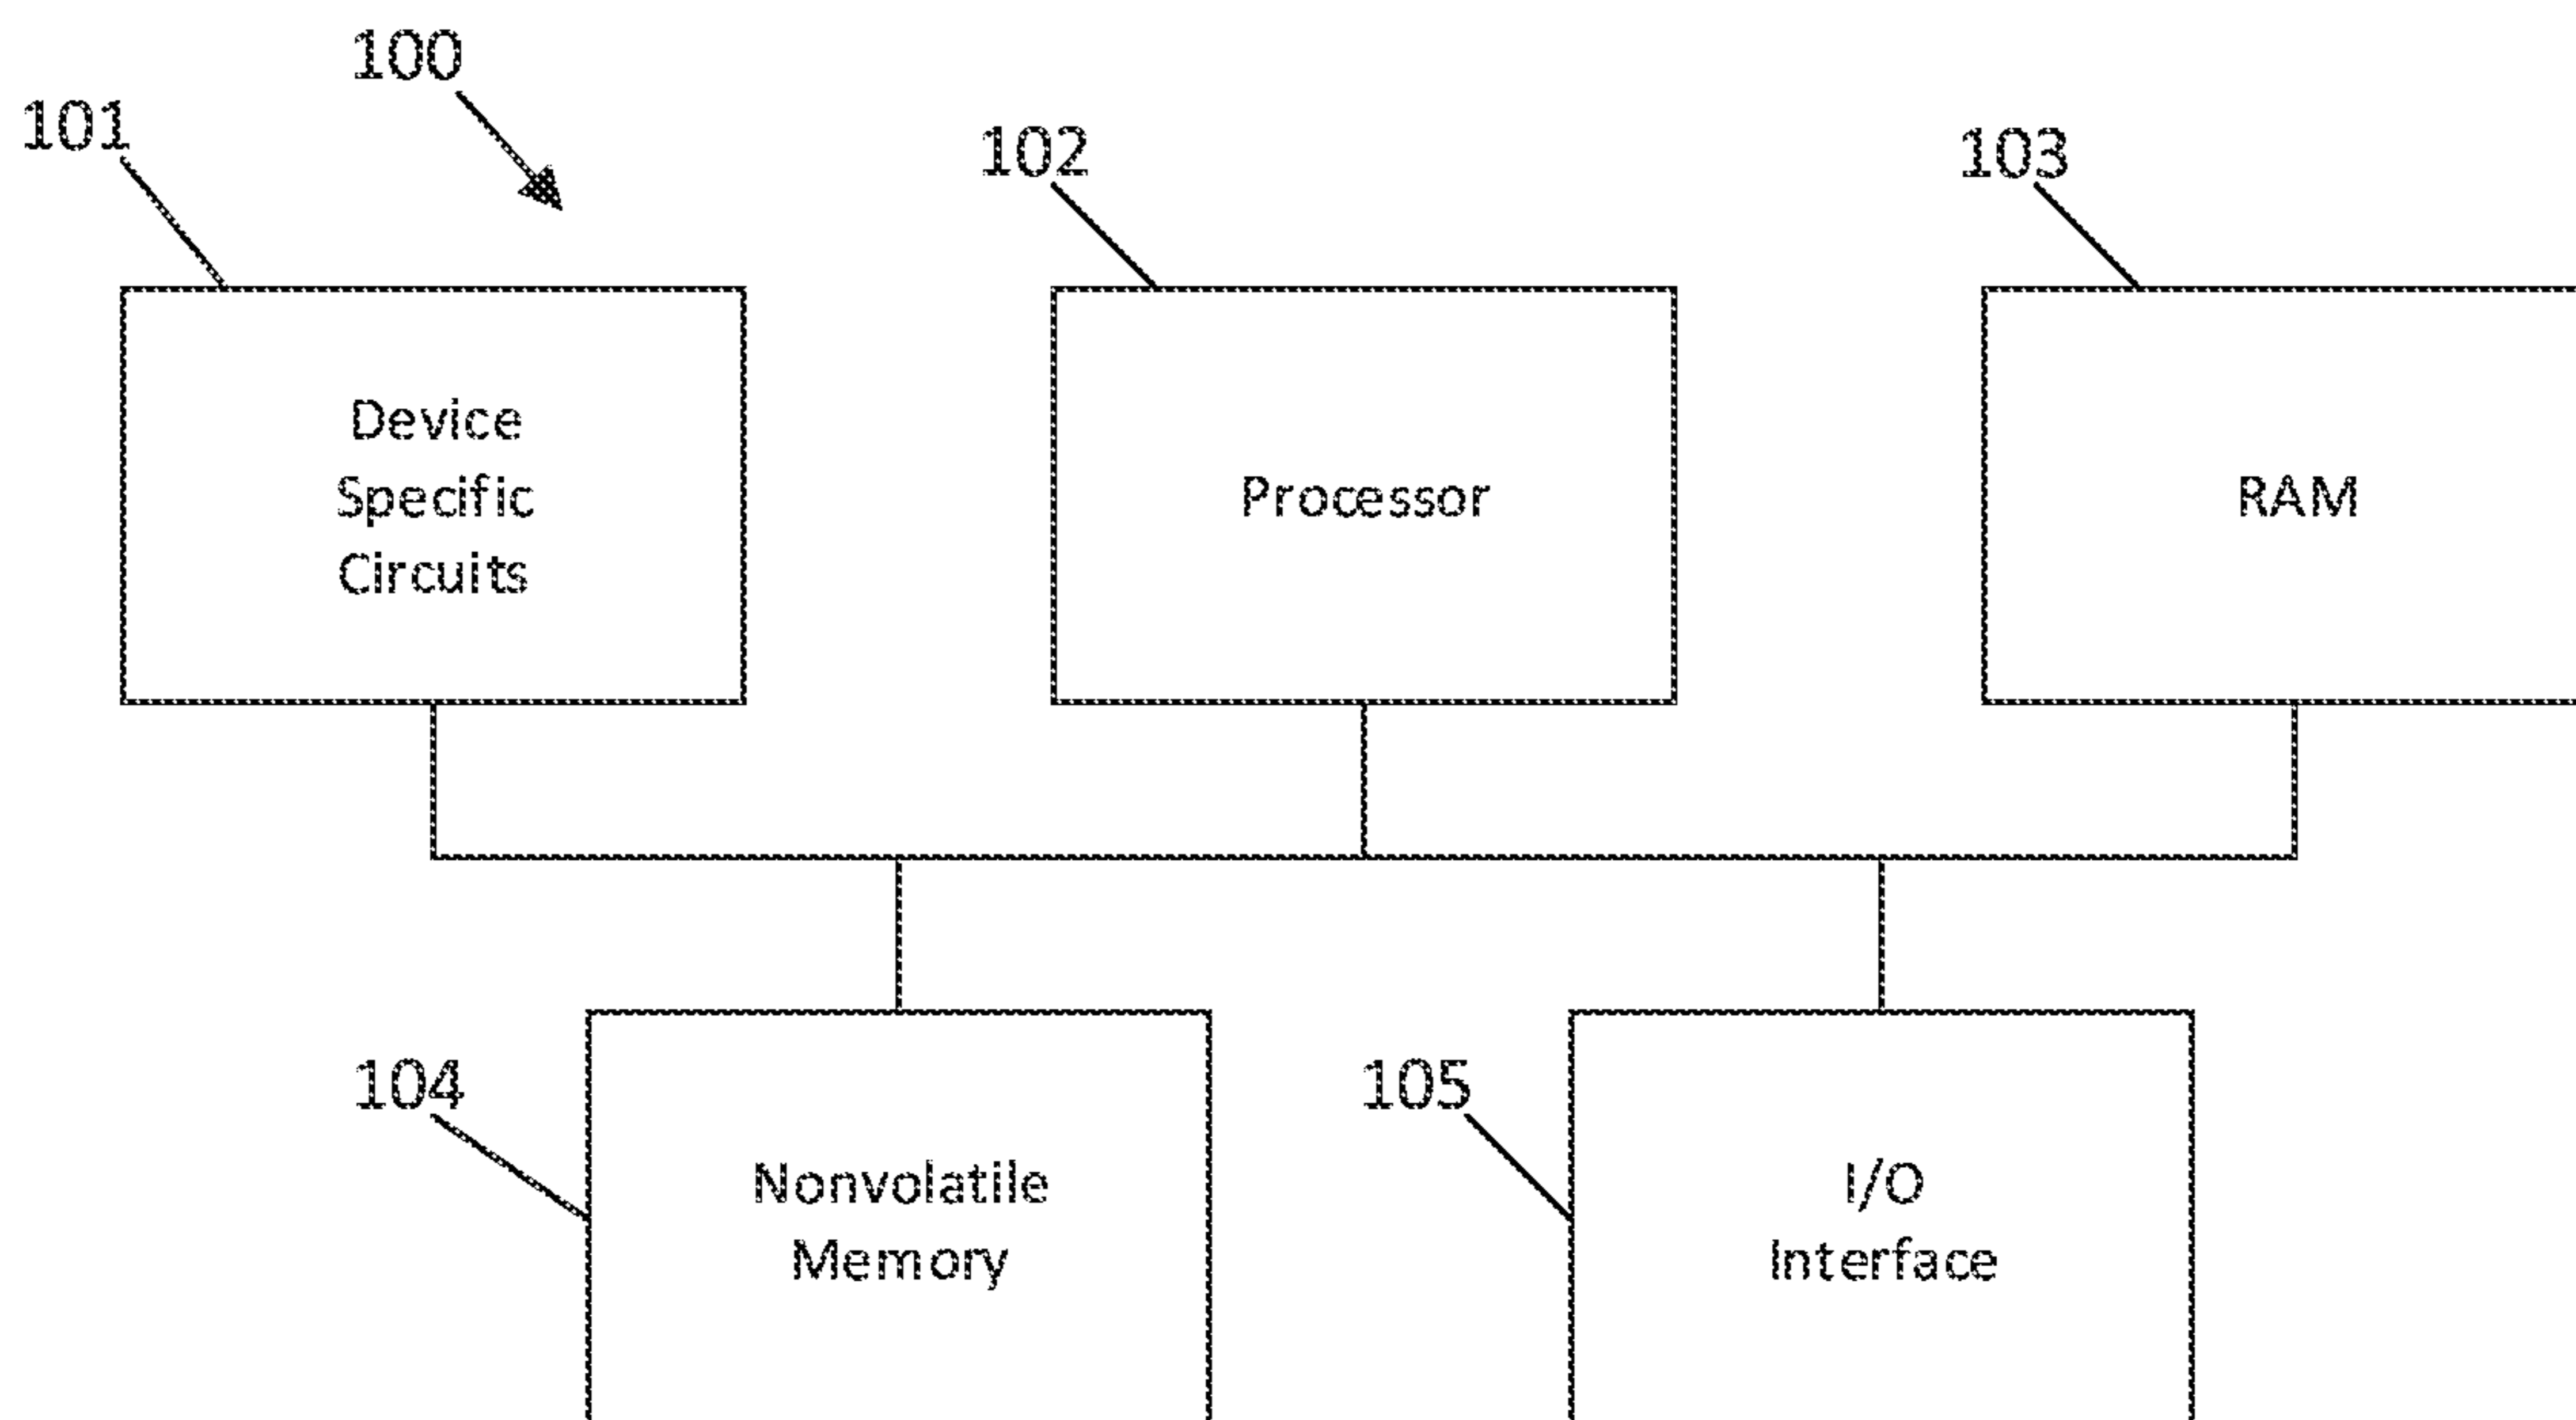 100
101
102
103
Device
Specific
Circuits
Processor
RAM
104
105
Nonvolatile
Memory
I/O
Interface